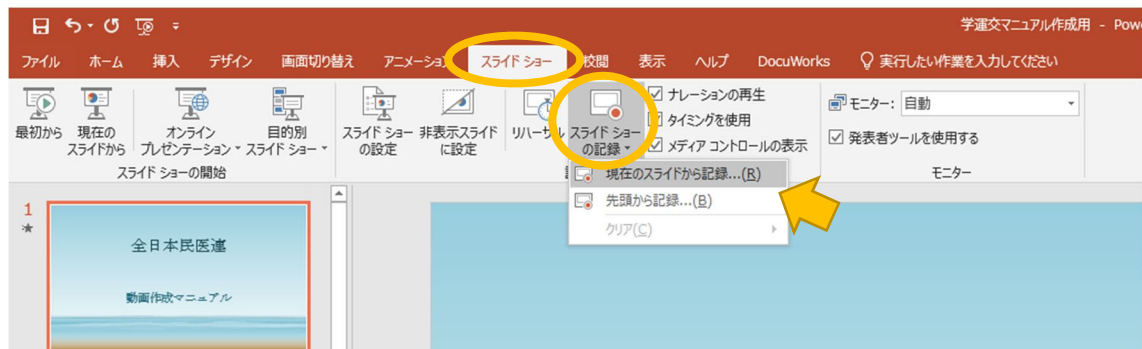 学運交マニュアル作成用 - Pow
ファイル ホーム 挿入 デザイン 画面切り替え アニメーション スライド ショー 校閲 表示 ヘルプ DocuWorks 実行したい作業を入力してください
最初から
現在の
スライドから
オンライン
プレゼンテーション
目的別
スライド ショー
スライド ショー
の設定
非表示スライド
に設定
リハーサル
スライド ショー
の記録
ナレーションの再生
タイミングを使用
メディア コントロールの表示
モニター: 自動
発表者ツールを使用する
スライド ショーの開始
モニター
現在のスライドから記録...(R)
先頭から記録...(B)
クリア(C)
1
全日本民医連
動画作成マニュアル